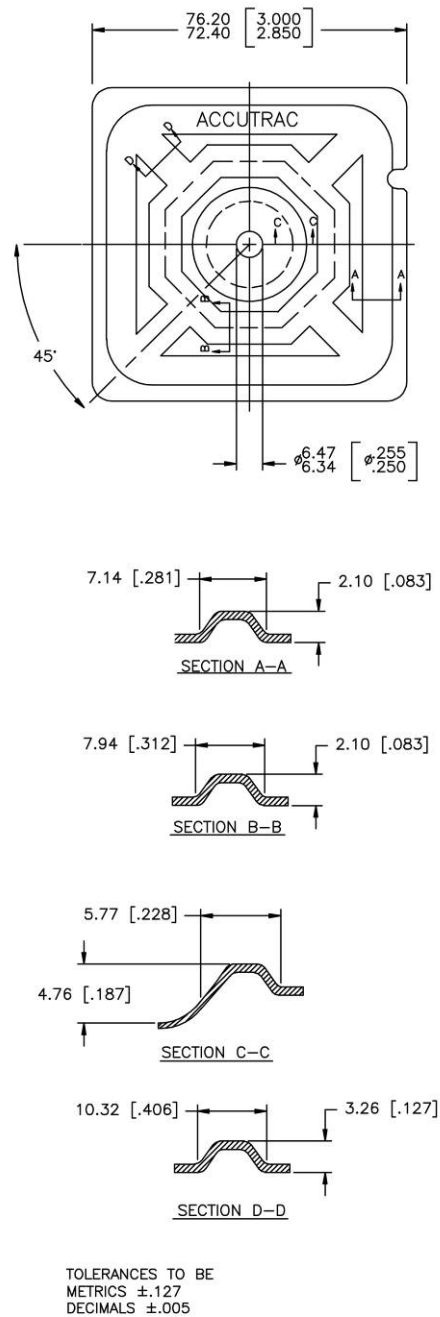 76.20 [3.000]
72.40 [2.850]
ACCUTRAC
D
D
C C
A A
B
B
45°
ø6.47 [ø.255]
6.34 [.250]
7.14 [.281]
2.10 [.083]
SECTION A-A
7.94 [.312]
2.10 [.083]
SECTION B-B
5.77 [.228]
4.76 [.187]
SECTION C-C
10.32 [.406]
3.26 [.127]
SECTION D-D
TOLERANCES TO BE
METRICS ±.127
DECIMALS ±.005